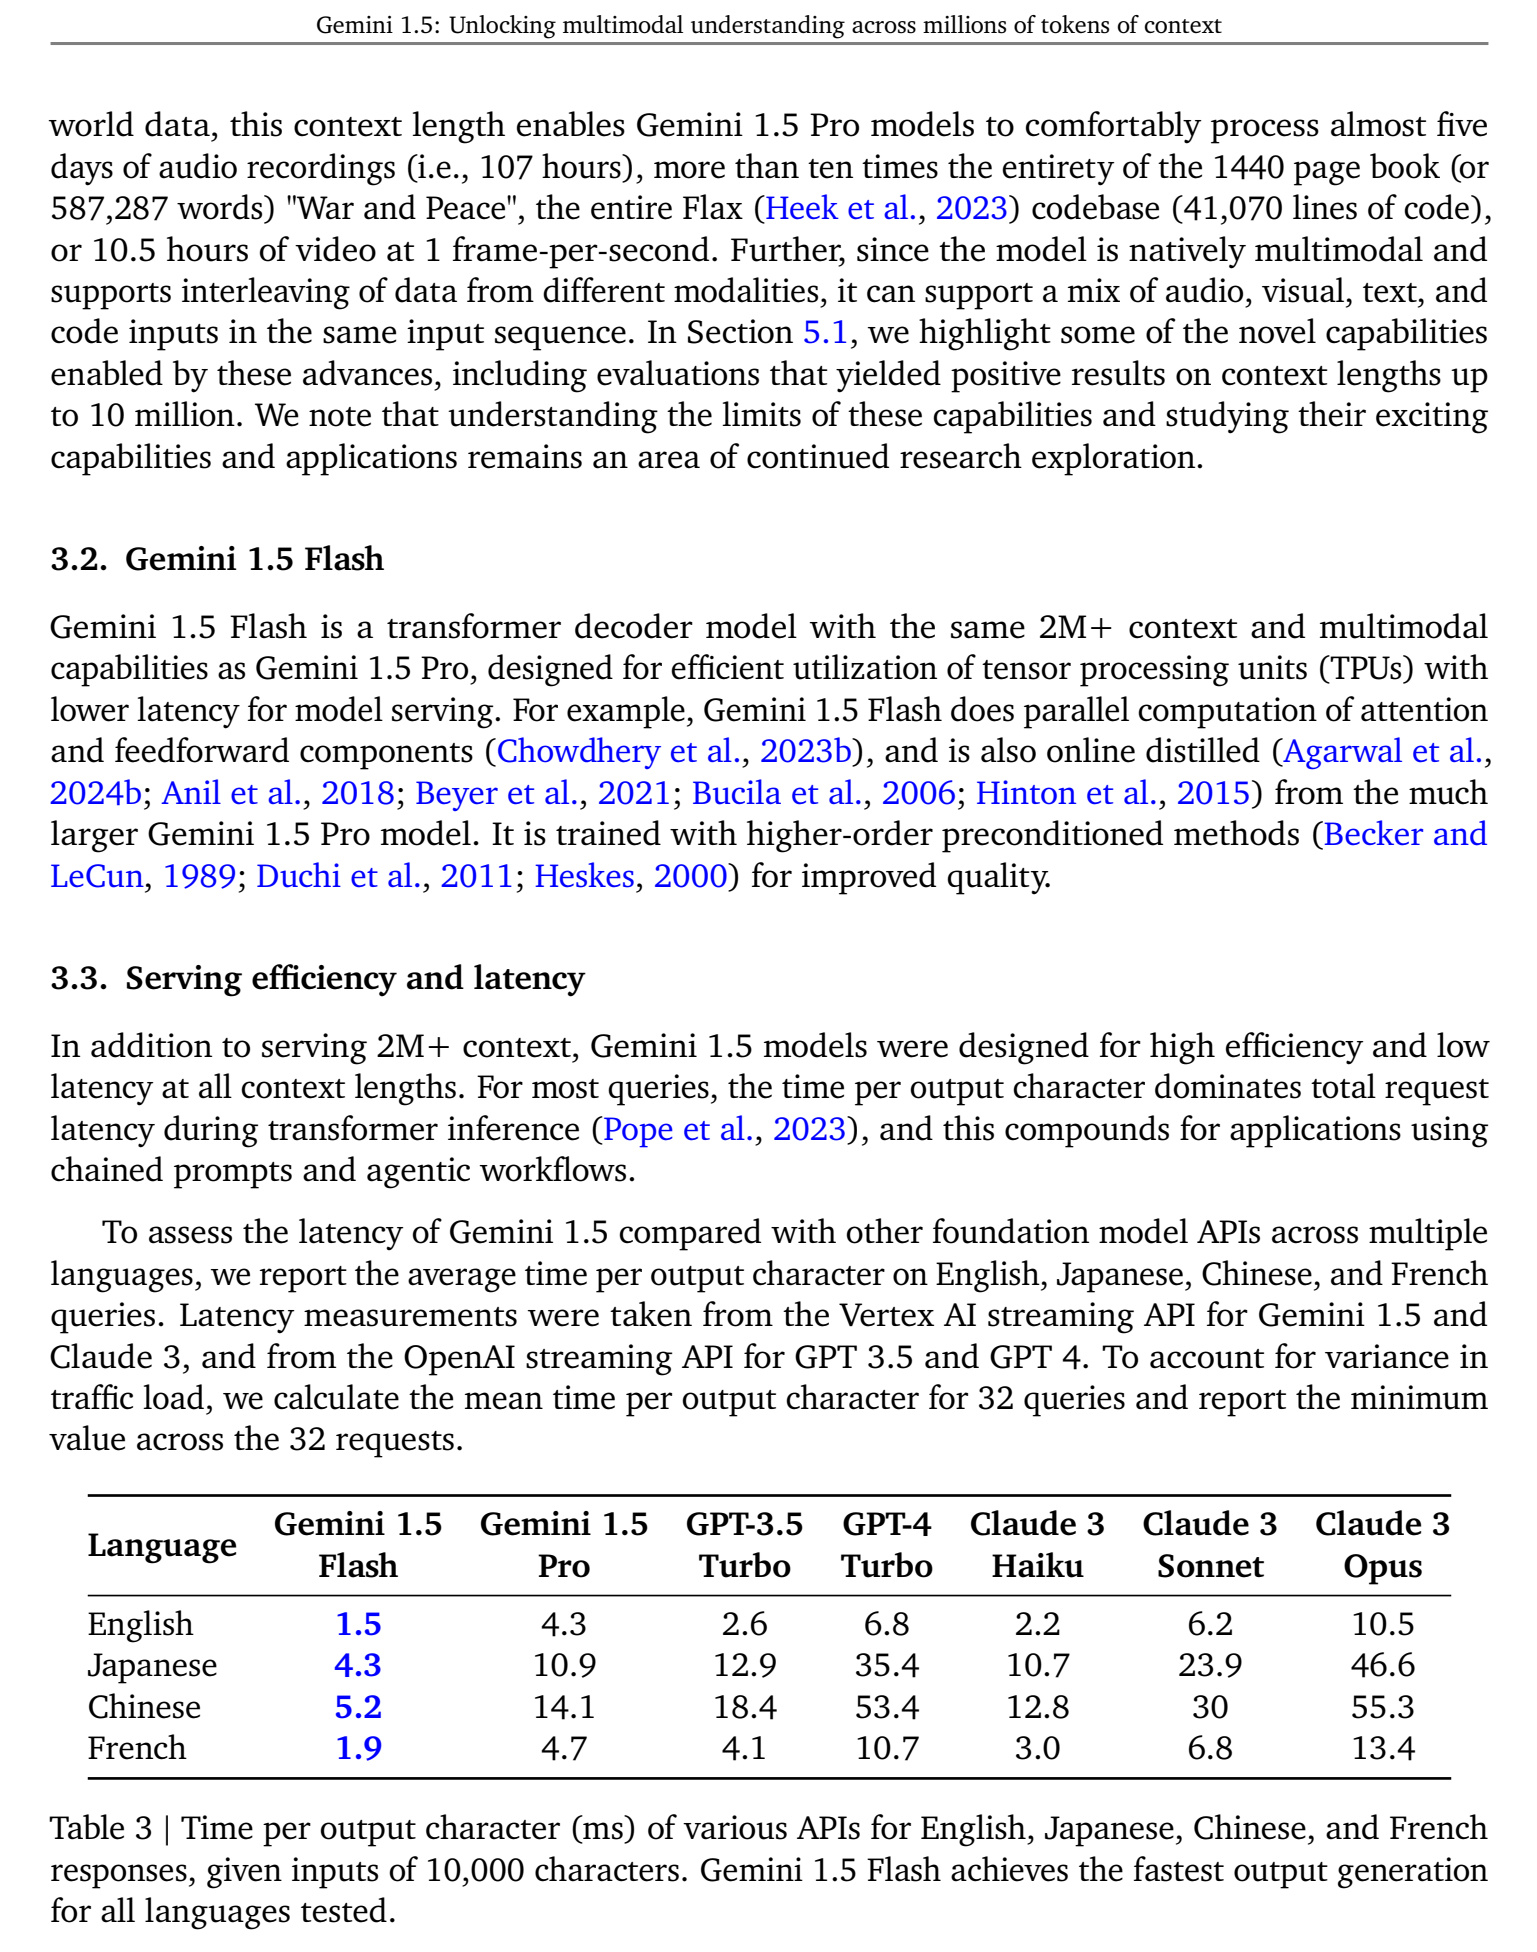 Gemini 1.5: Unlocking multimodal understanding across millions of tokens of context
world data, this context length enables Gemini 1.5 Pro models to comfortably process almost five
days of audio recordings (i.e., 107 hours), more than ten times the entirety of the 1440 page book (or
587,287 words) "War and Peace", the entire Flax (Heek et al., 2023) codebase (41,070 lines of code),
or 10.5 hours of video at 1 frame-per-second. Further, since the model is natively multimodal and
supports interleaving of data from different modalities, it can support a mix of audio, visual, text, and
code inputs in the same input sequence. In Section 5.1, we highlight some of the novel capabilities
enabled by these advances, including evaluations that yielded positive results on context lengths up
to 10 million. We note that understanding the limits of these capabilities and studying their exciting
capabilities and applications remains an area of continued research exploration.
3.2. Gemini 1.5 Flash
Gemini 1.5 Flash is a transformer decoder model with the same 2M+ context and multimodal
capabilities as Gemini 1.5 Pro, designed for efficient utilization of tensor processing units (TPUs) with
lower latency for model serving. For example, Gemini 1.5 Flash does parallel computation of attention
and feedforward components (Chowdhery et al., 2023b), and is also online distilled (Agarwal et al.,
2024b; Anil et al., 2018; Beyer et al., 2021; Bucila et al., 2006; Hinton et al., 2015) from the much
larger Gemini 1.5 Pro model. It is trained with higher-order preconditioned methods (Becker and
LeCun, 1989; Duchi et al., 2011; Heskes, 2000) for improved quality.
3.3. Serving efficiency and latency
In addition to serving 2M+ context, Gemini 1.5 models were designed for high efficiency and low
latency at all context lengths. For most queries, the time per output character dominates total request
latency during transformer inference (Pope et al., 2023), and this compounds for applications using
chained prompts and agentic workflows.
To assess the latency of Gemini 1.5 compared with other foundation model APIs across multiple
languages, we report the average time per output character on English, Japanese, Chinese, and French
queries. Latency measurements were taken from the Vertex AI streaming API for Gemini 1.5 and
Claude 3, and from the OpenAI streaming API for GPT 3.5 and GPT 4. To account for variance in
traffic load, we calculate the mean time per output character for 32 queries and report the minimum
value across the 32 requests.
Language Gemini 1.5 Flash Gemini 1.5 Pro GPT-3.5 Turbo GPT-4 Turbo Claude 3 Haiku Claude 3 Sonnet Claude 3 Opus
English 1.5 4.3 2.6 6.8 2.2 6.2 10.5
Japanese 4.3 10.9 12.9 35.4 10.7 23.9 46.6
Chinese 5.2 14.1 18.4 53.4 12.8 30 55.3
French 1.9 4.7 4.1 10.7 3.0 6.8 13.4
Table 3 | Time per output character (ms) of various APIs for English, Japanese, Chinese, and French
responses, given inputs of 10,000 characters. Gemini 1.5 Flash achieves the fastest output generation
for all languages tested.